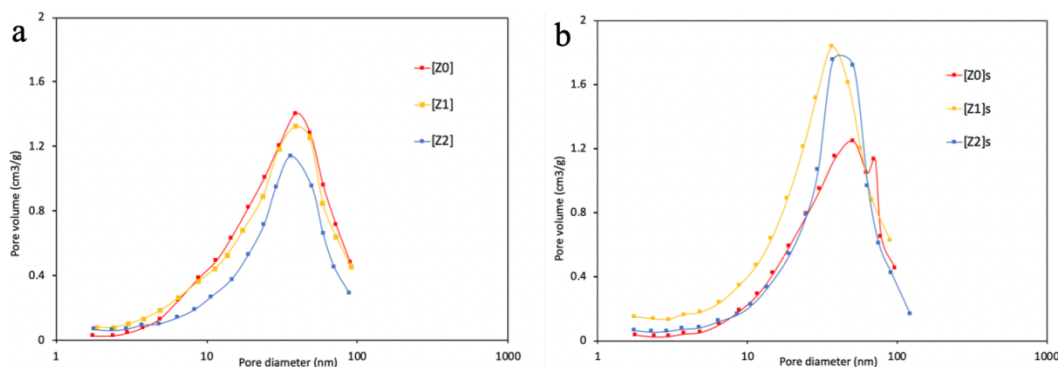 a
Pore volume (cm3/g)
2
1.6
1.2
0.8
0.4
0
1
10
100
1000
Pore diameter (nm)
[Z0]
[Z1]
[Z2]
b
Pore volume (cm3/g)
2
1.6
1.2
0.8
0.4
0
1
10
100
1000
Pore diameter (nm)
[Z0]s
[Z1]s
[Z2]s